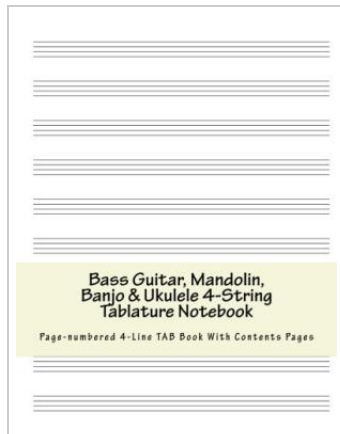 Bass Guitar, Mandolin,
Banjo & Ukulele 4-String
Tablature Notebook
Page-numbered 4-Line TAB Book With Contents Pages